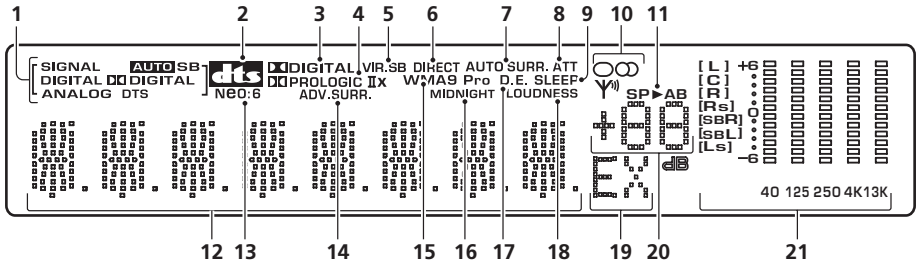 1 2 3 4 5 6 7 8 9 10 11
SIGNAL AUTO SB
DIGITAL DIGITAL
ANALOG DTS
dts
Neo:6
DIGITAL VIR.SB DIRECT AUTO SURR. ATT
PROLOGIC IIx WMA9 Pro D.E. SLEEP
ADV.SURR. MIDNIGHT LOUDNESS
SP►AB
+88
EX dB
[L] +6
[C]
[R]
[Rs] 0
[SBR]
[SBL]
[Ls]
-6
40 125 250 4K 13K
12 13 14 15 16 17 18 19 20 21